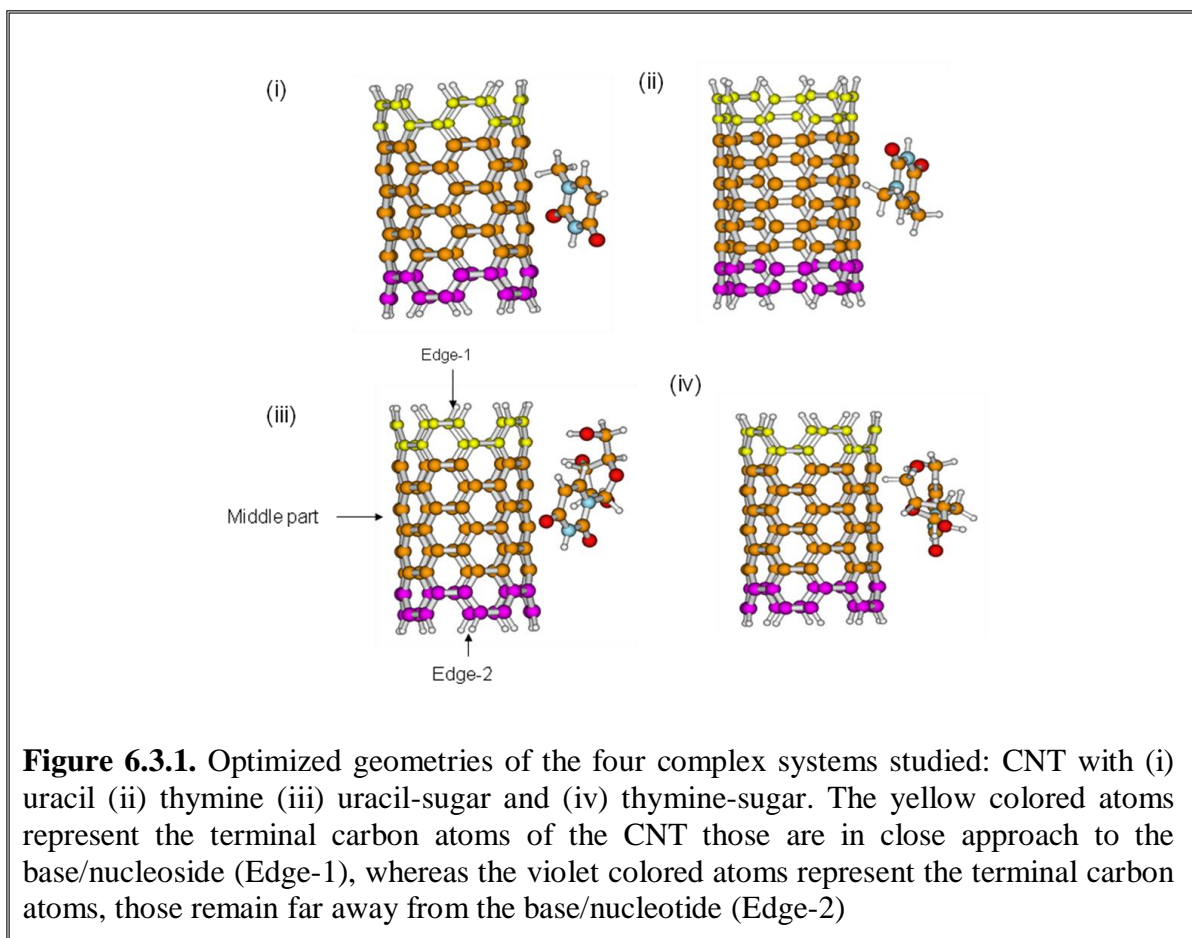 (i)
(ii)
Edge-1
(iii)
(iv)
Middle part
Edge-2
Figure 6.3.1. Optimized geometries of the four complex systems studied: CNT with (i)
uracil (ii) thymine (iii) uracil-sugar and (iv) thymine-sugar. The yellow colored atoms
represent the terminal carbon atoms of the CNT those are in close approach to the
base/nucleoside (Edge-1), whereas the violet colored atoms represent the terminal carbon
atoms, those remain far away from the base/nucleotide (Edge-2)